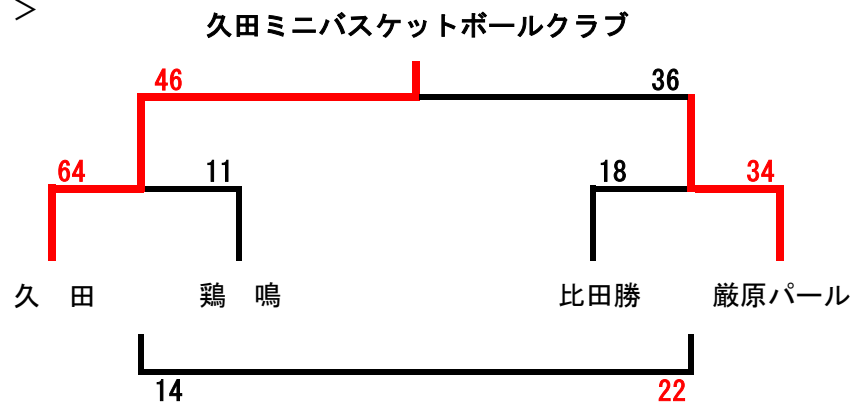 ＞
久田ミニバスケットボールクラブ
46 36
64 11 18 34
久　田 鶏　鳴 比田勝 厳原パール
14 22